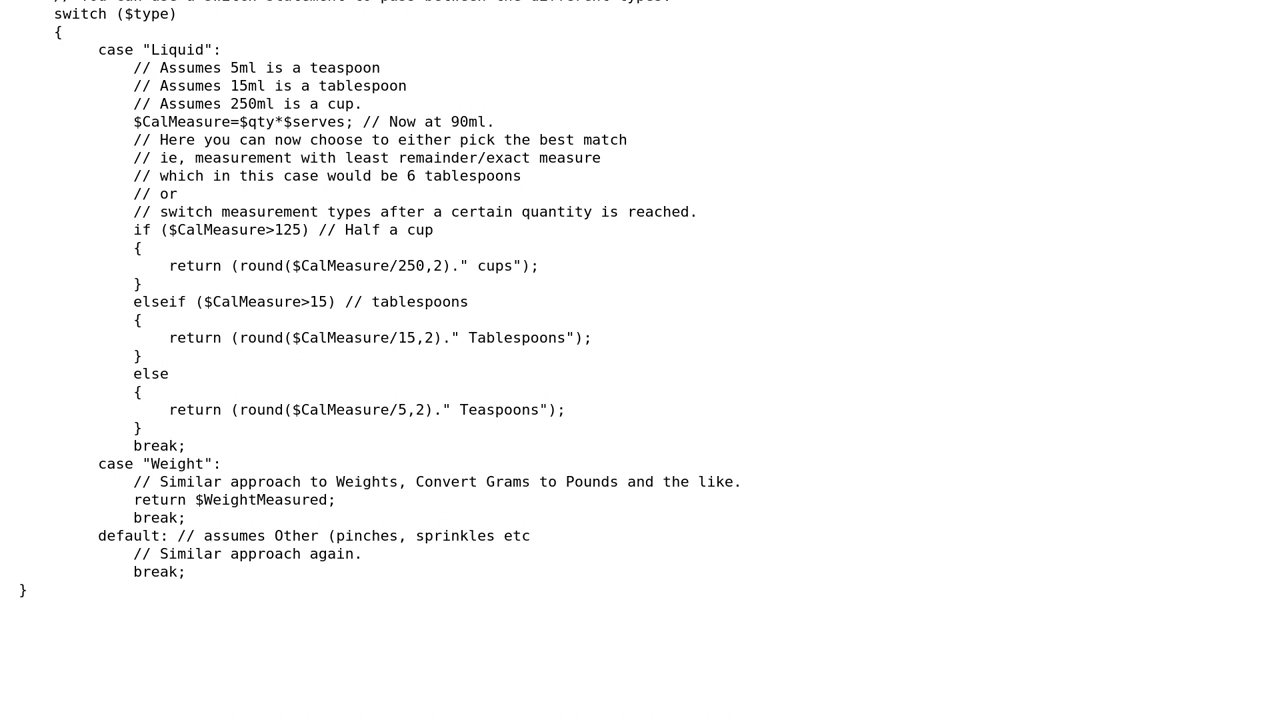 switch ($type)
{
case "Liquid":
// Assumes 5ml is a teaspoon
// Assumes 15ml is a tablespoon
// Assumes 250ml is a cup.
$CalMeasure=$qty*$serves; // Now at 90ml.
// Here you can now choose to either pick the best match
// ie, measurement with least remainder/exact measure
// which in this case would be 6 tablespoons
// or
// switch measurement types after a certain quantity is reached.
if ($CalMeasure>125) // Half a cup
{
return (round($CalMeasure/250,2)." cups");
}
elseif ($CalMeasure>15) // tablespoons
{
return (round($CalMeasure/15,2)." Tablespoons");
}
else
{
return (round($CalMeasure/5,2)." Teaspoons");
}
break;
case "Weight":
// Similar approach to Weights, Convert Grams to Pounds and the like.
return $WeightMeasured;
break;
default: // assumes Other (pinches, sprinkles etc
// Similar approach again.
break;
}